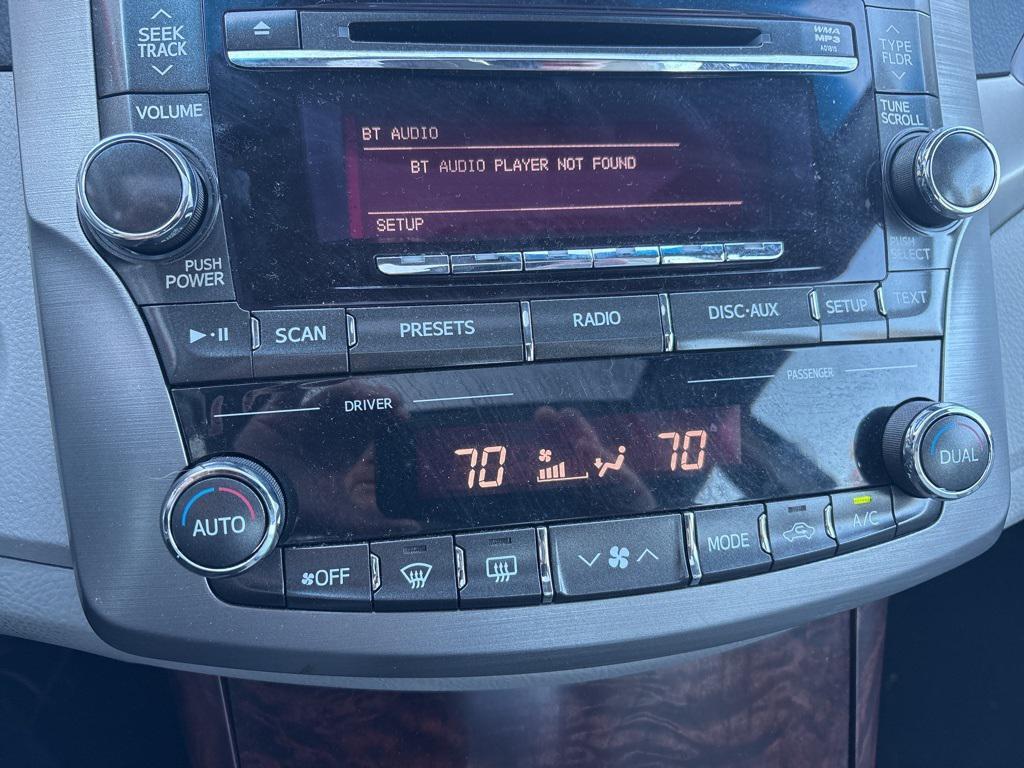 SEEK
TRACK
WMA
MP3
A01815
TYPE
FLDR
VOLUME
TUNE
SCROLL
BT AUDIO
BT AUDIO PLAYER NOT FOUND
SETUP
PUSH
POWER
PUSH
SELECT
SCAN
PRESETS
RADIO
DISC·AUX
SETUP
TEXT
DRIVER
PASSENGER
70
70
AUTO
DUAL
OFF
MODE
A/C